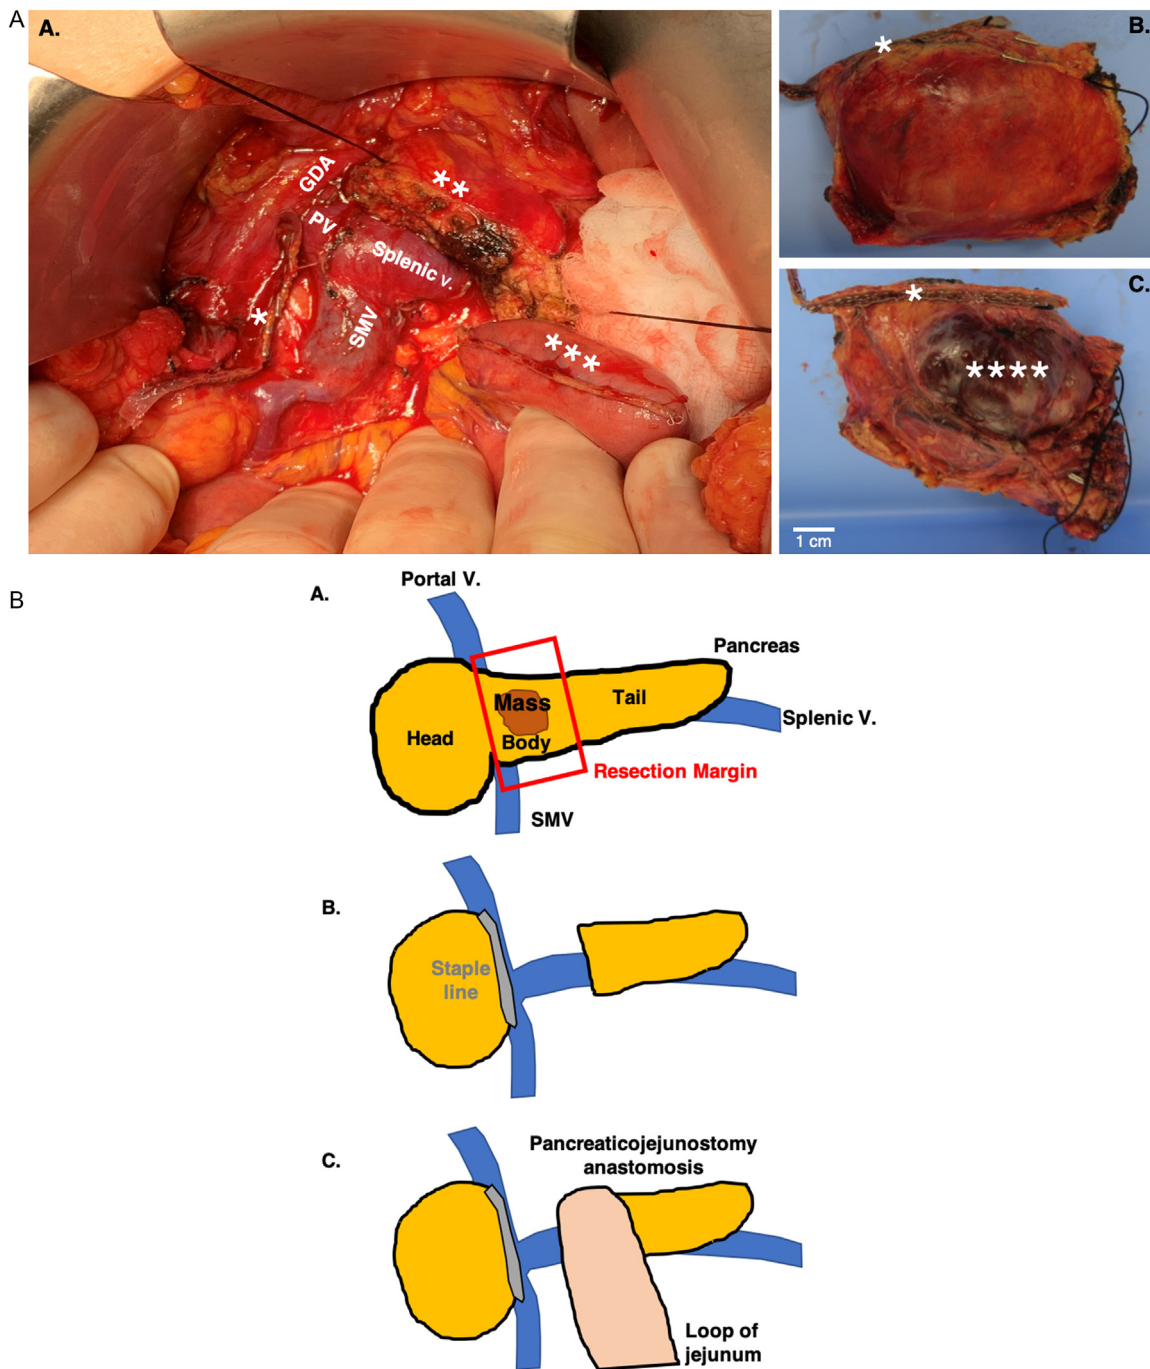 A
A.
GDA
**
PV
Splenic v.
*
SMV
***
B.
*
C.
*
****
1 cm
B
A.
Portal V.
Pancreas
Mass
Tail
Splenic V.
Head
Body
Resection Margin
SMV
B.
Staple
line
C.
Pancreaticojejunostomy
anastomosis
Loop of
jejunum